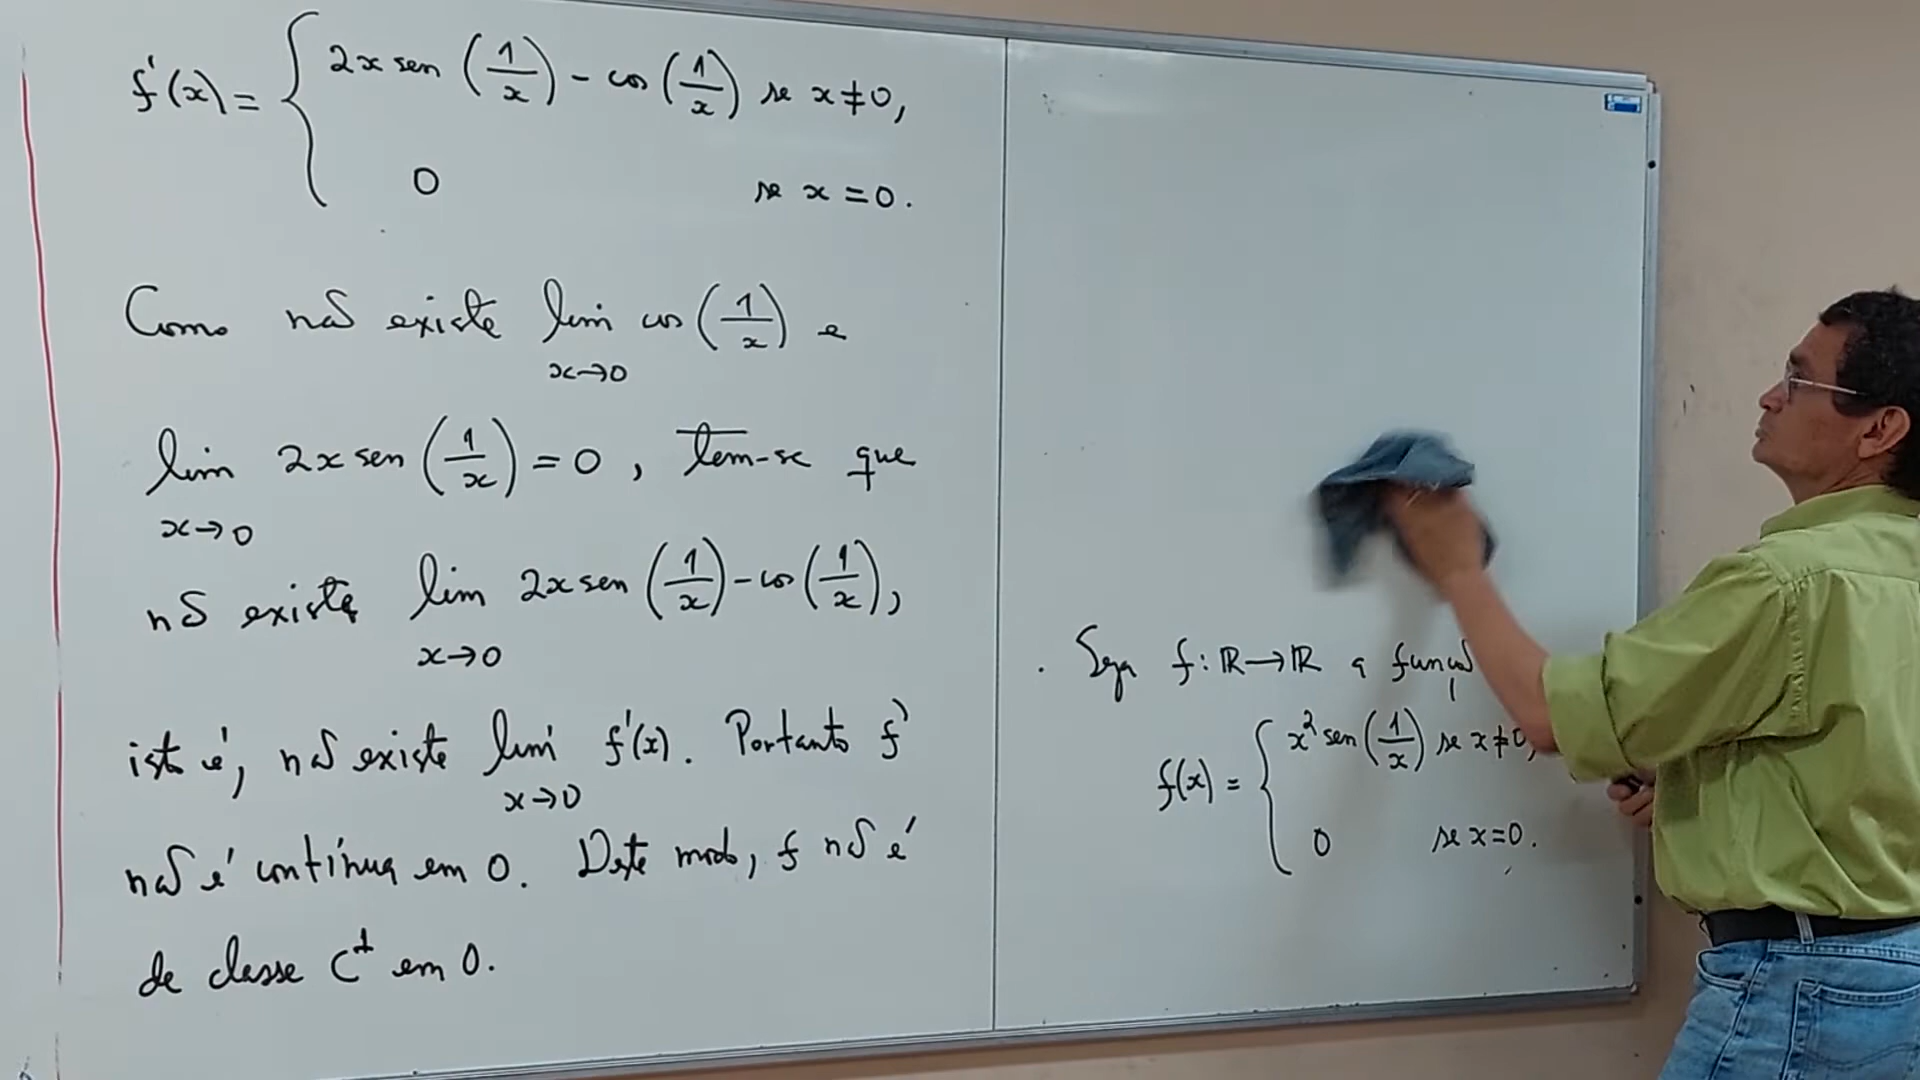 f'(x) = { 2x sen (1/x) - cos (1/x) se x ≠ 0,
0 se x = 0.
Como não existe lim x→0 cos (1/x) e
lim x→0 2x sen (1/x) = 0, tem-se que
não existe lim x→0 2x sen (1/x) - cos (1/x),
isto é, não existe lim x→0 f'(x). Portanto f'
não é contínua em 0. Deste modo, f não é
de classe C¹ em 0.
. Seja f: ℝ → ℝ a função
f(x) = { x² sen (1/x) se x ≠ 0,
0 se x = 0.